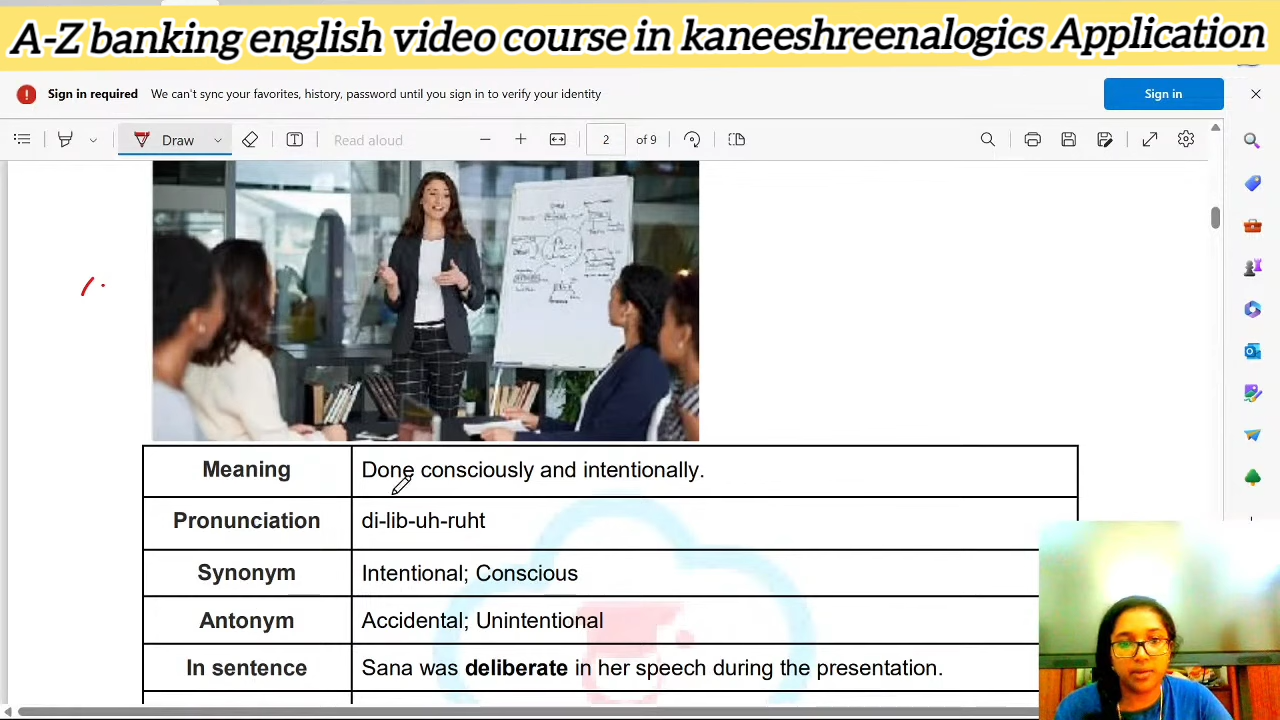 A-Z banking english video course in kaneeshreenalogics Application
Sign in required We can't sync your favorites, history, password until you sign in to verify your identity
Sign in
Draw
Read aloud
2
of 9
Meaning
Done consciously and intentionally.
Pronunciation
di-lib-uh-ruht
Synonym
Intentional; Conscious
Antonym
Accidental; Unintentional
In sentence
Sana was deliberate in her speech during the presentation.